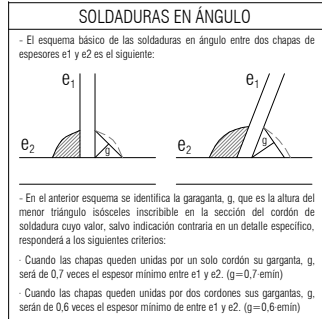 SOLDADURAS EN ÁNGULO
- El esquema básico de las soldaduras en ángulo entre dos chapas de
espesores e1 y e2 es el siguiente:
e1
e1
e2
g
e2
g
- En el anterior esquema se identifica la garaganta, g, que es la altura del
menor triángulo isósceles inscribible en la sección del cordón de
soldadura cuyo valor, salvo indicación contraria en un detalle específico,
responderá a los siguientes criterios:
· Cuando las chapas queden unidas por un solo cordón su garganta, g,
será de 0,7 veces el espesor mínimo entre e1 y e2. (g=0,7·emín)
· Cuando las chapas queden unidas por dos cordones sus gargantas, g,
serán de 0,6 veces el espesor mínimo de entre e1 y e2. (g=0,6·emín)